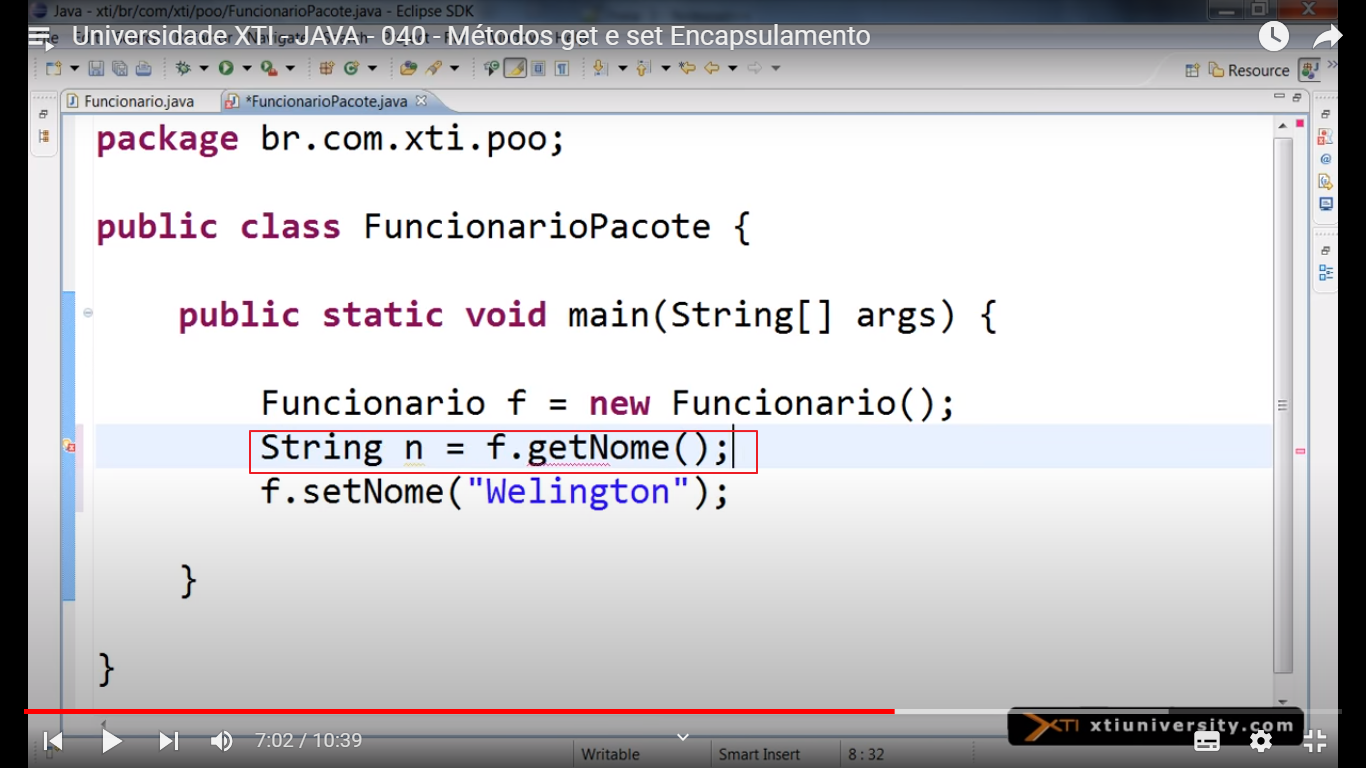 Java - xti/br/com/xti/poo/FuncionarioPacote.java - Eclipse SDK
Universidade XTI - JAVA - 040 - Métodos get e set Encapsulamento
Resource
Funcionario.java
*FuncionarioPacote.java
package br.com.xti.poo;
public class FuncionarioPacote {
public static void main(String[] args) {
Funcionario f = new Funcionario();
String n = f.getNome();
f.setNome("Welington");
}
}
XTI xtiuniversity.com
7:02 / 10:39
Writable
Smart Insert
8 : 32